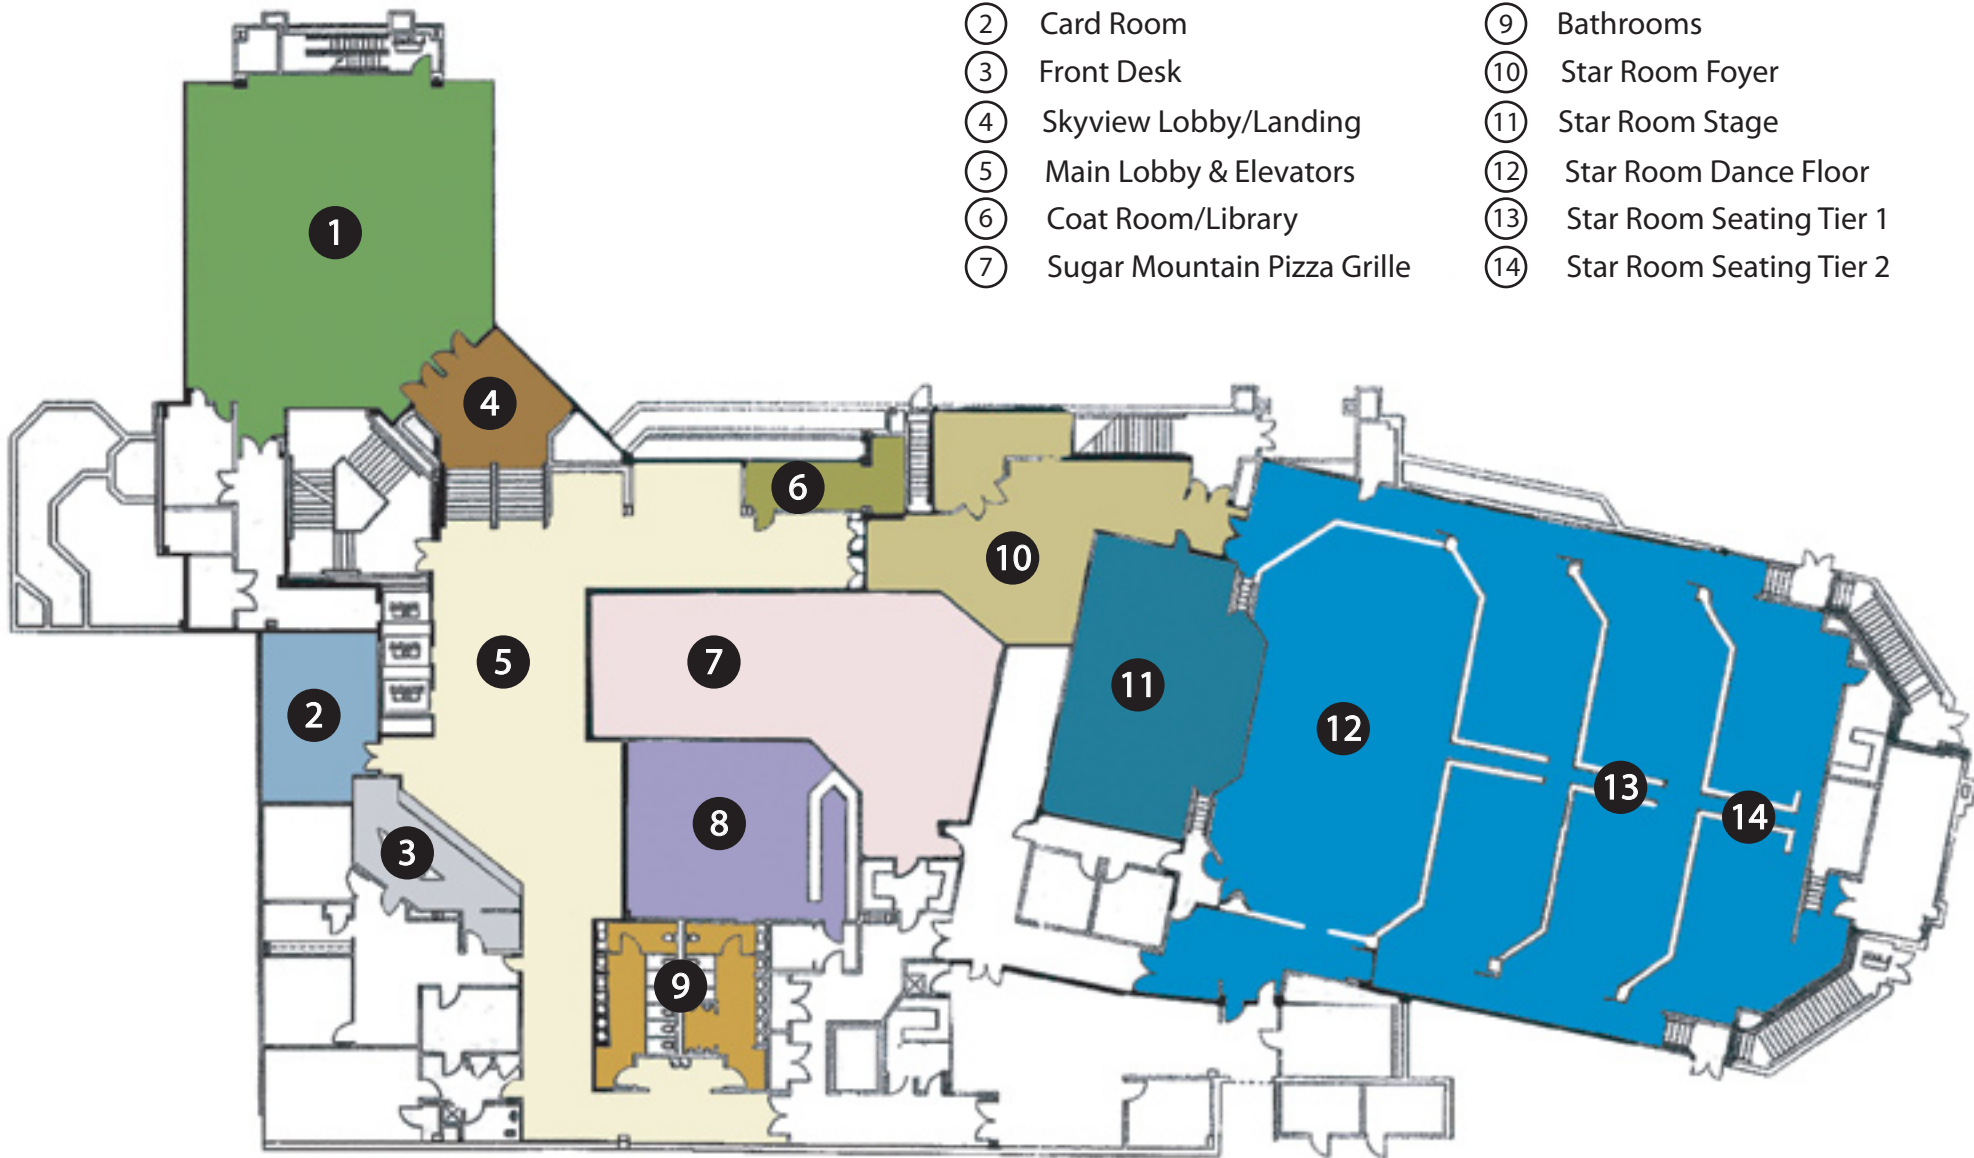 2 Card Room
3 Front Desk
4 Skyview Lobby/Landing
5 Main Lobby & Elevators
6 Coat Room/Library
7 Sugar Mountain Pizza Grille
9 Bathrooms
10 Star Room Foyer
11 Star Room Stage
12 Star Room Dance Floor
13 Star Room Seating Tier 1
14 Star Room Seating Tier 2
1
4
6
10
5
7
11
2
12
13
14
8
3
9